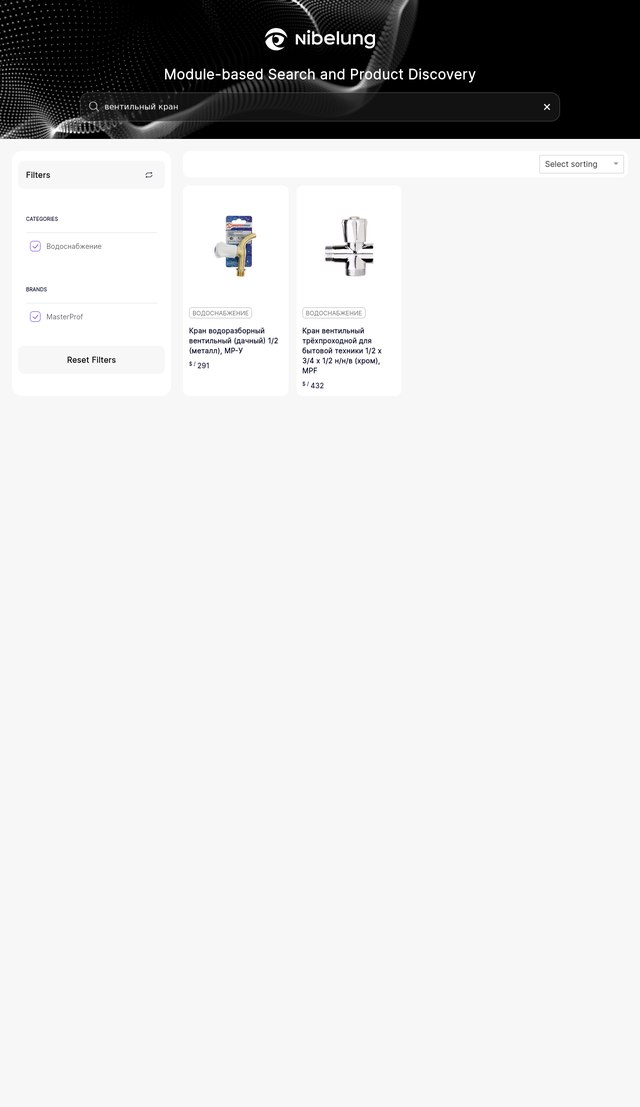 Nibelung
Module-based Search and Product Discovery
вентильный кран
Filters
Select sorting
CATEGORIES
Водоснабжение
BRANDS
MasterProf
Reset Filters
ВОДОСНАБЖЕНИЕ
Кран водоразборный
вентильный (дачный) 1/2
(металл), МР-У
$ / 291
ВОДОСНАБЖЕНИЕ
Кран вентильный
трёхпроходной для
бытовой техники 1/2 х
3/4 х 1/2 н/н/в (хром),
MPF
$ / 432